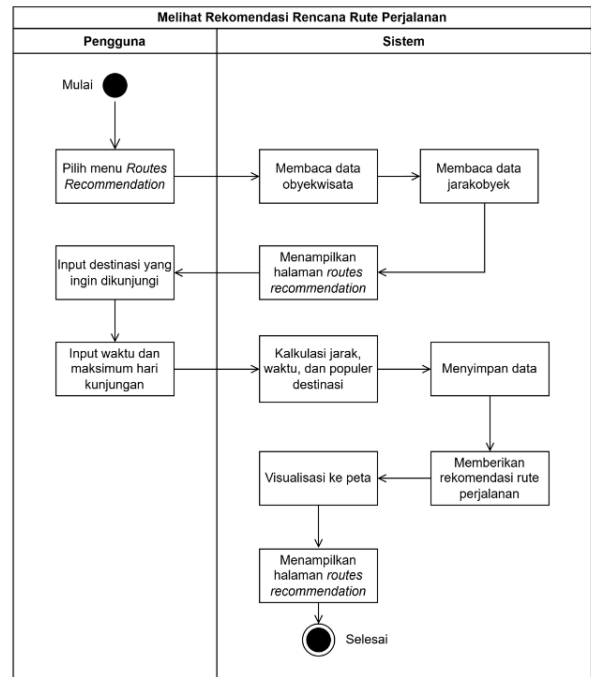 Melihat Rekomendasi Rencana Rute Perjalanan
Pengguna
Sistem
Mulai
Pilih menu Routes
Recommendation
Membaca data
obyekwisata
Membaca data
jarakobyek
Input destinasi yang
ingin dikunjungi
Menampilkan
halaman routes
recommendation
Input waktu dan
maksimum hari
kunjungan
Kalkulasi jarak,
waktu, dan populer
destinasi
Menyimpan data
Visualisasi ke peta
Memberikan
rekomendasi rute
perjalanan
Menampilkan
halaman routes
recommendation
Selesai